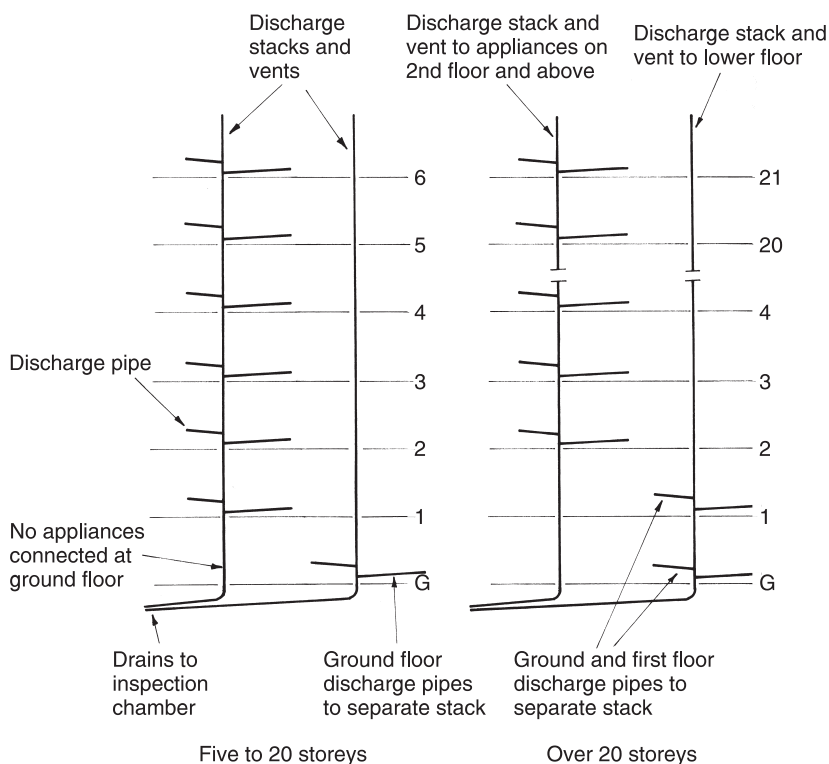 Discharge
stacks and
vents
Discharge stack and
vent to appliances on
2nd floor and above
Discharge stack and
vent to lower floor
6
5
4
3
2
1
G
21
20
4
3
2
1
G
Discharge pipe
No appliances
connected at
ground floor
Drains to
inspection
chamber
Ground floor
discharge pipes
to separate stack
Ground and first floor
discharge pipes to
separate stack
Five to 20 storeys
Over 20 storeys